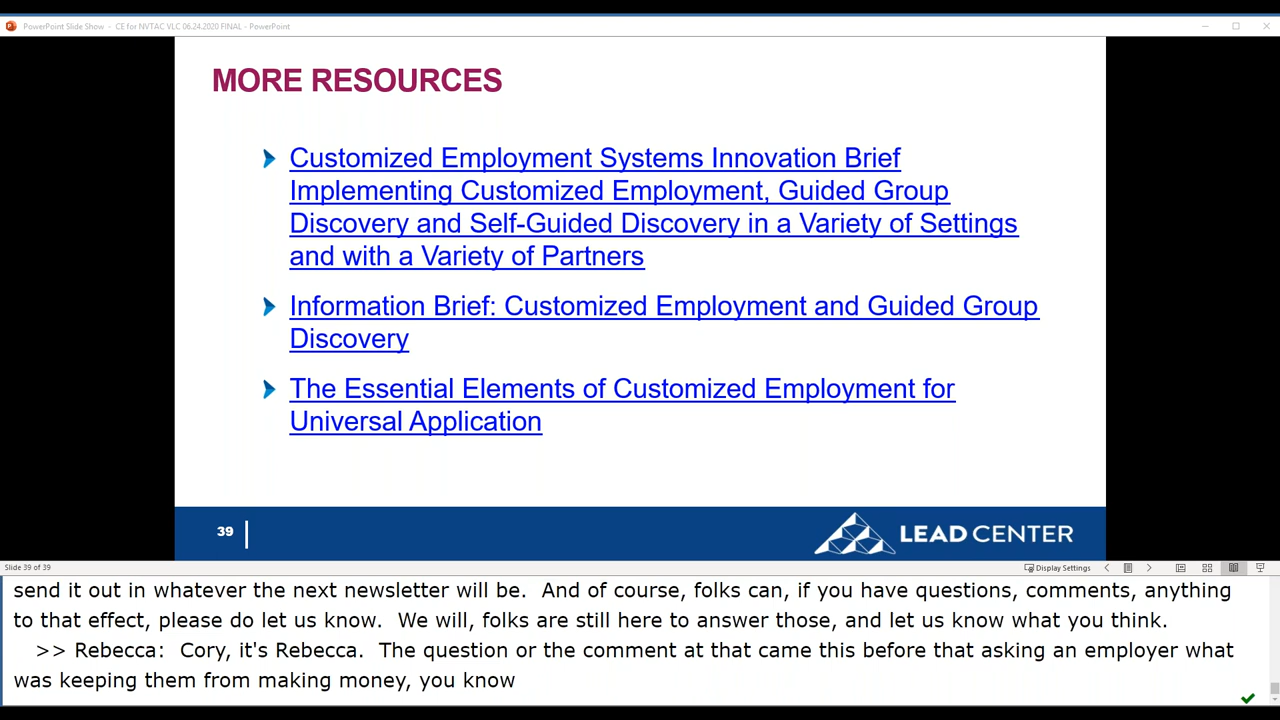 PowerPoint Slide Show - CE for NVTAC VLC 06.24.2020 FINAL - PowerPoint
MORE RESOURCES
Customized Employment Systems Innovation Brief
Implementing Customized Employment, Guided Group
Discovery and Self-Guided Discovery in a Variety of Settings
and with a Variety of Partners
Information Brief: Customized Employment and Guided Group
Discovery
The Essential Elements of Customized Employment for
Universal Application
39
LEAD CENTER
Slide 39 of 39
Display Settings
send it out in whatever the next newsletter will be. And of course, folks can, if you have questions, comments, anything
to that effect, please do let us know. We will, folks are still here to answer those, and let us know what you think.
>> Rebecca: Cory, it's Rebecca. The question or the comment at that came this before that asking an employer what
was keeping them from making money, you know